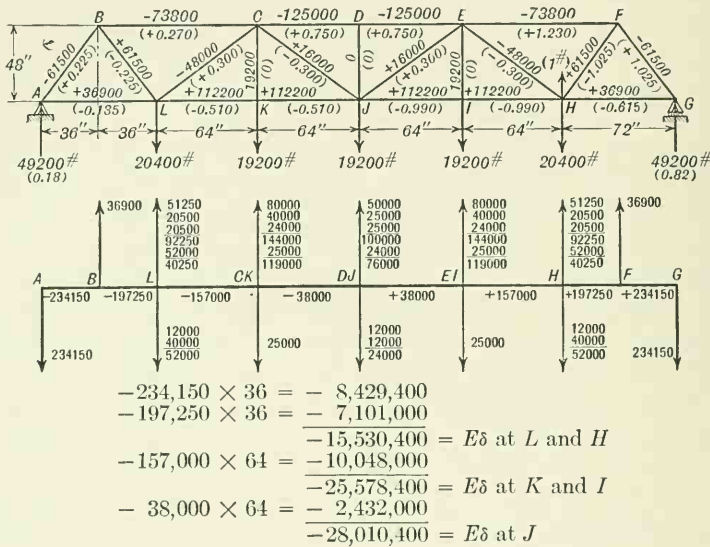 B -73800 C -125000 D -125000 E -73800 F
(+0.270) (+0.750) (+0.750) (+1.230)
48"
-61500 (+0.225) +61500 (-0.225) -48000 (+0.300) 19200 (0) +16000 (-0.300) 0 (0) +16000 (+0.300) 19200 (0) -48000 (-0.300) (1#) +61500 (-1.025) -61500 (+1.025)
A +36900 +112200 +112200 +112200 +112200 +36900 G
(-0.135) L (-0.510) K (-0.510) J (-0.990) I (-0.990) H (-0.615)
36" 36" 64" 64" 64" 64" 72"
49200# 20400# 19200# 19200# 19200# 20400# 49200#
(0.18) (0.82)
36900 51250 80000 50000 80000 51250 36900
20500 40000 25000 40000 20500
20500 24000 25000 24000 20500
92250 144000 100000 144000 92250
52000 25000 24000 25000 52000
40250 119000 76000 119000 40250
A B L CK DJ EI H F G
-234150 -197250 -157000 -38000 +38000 +157000 +197250 +234150
234150 12000 25000 12000 25000 12000 234150
40000 12000 40000
52000 24000 52000
-234,150 × 36 = - 8,429,400
-197,250 × 36 = - 7,101,000
-15,530,400 = Eδ at L and H
-157,000 × 64 = -10,048,000
-25,578,400 = Eδ at K and I
- 38,000 × 64 = - 2,432,000
-28,010,400 = Eδ at J